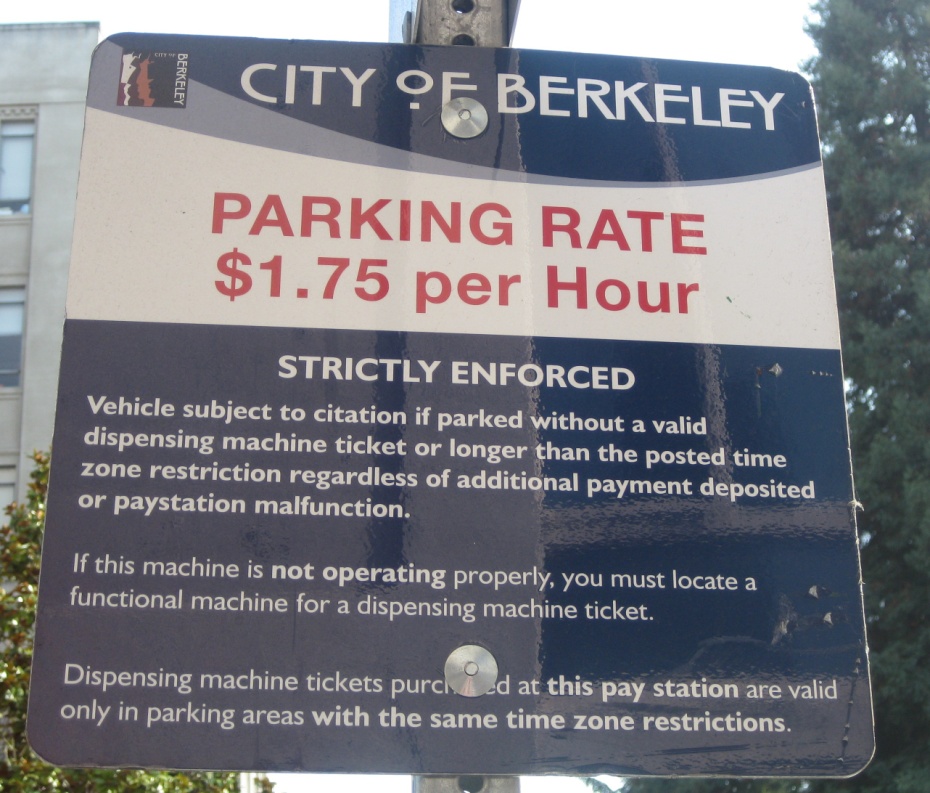 CITY OF BERKELEY
CITY OF BERKELEY
PARKING RATE
$1.75 per Hour
STRICTLY ENFORCED
Vehicle subject to citation if parked without a valid
dispensing machine ticket or longer than the posted time
zone restriction regardless of additional payment deposited
or paystation malfunction.
If this machine is not operating properly, you must locate a
functional machine for a dispensing machine ticket.
Dispensing machine tickets at this pay station are valid
only in parking areas with the same time zone restrictions.